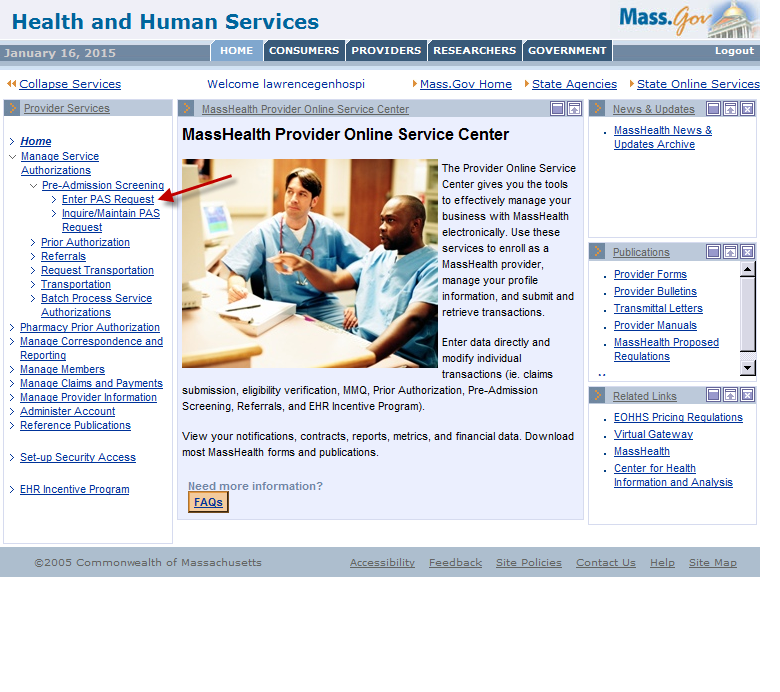 Health and Human Services
Mass.Gov
January 16, 2015
HOME CONSUMERS PROVIDERS RESEARCHERS GOVERNMENT
Logout
Collapse Services
Welcome lawrencegenhospi
Mass.Gov Home State Agencies State Online Services
Provider Services
Home
Manage Service
Authorizations
Pre-Admission Screening
Enter PAS Request
Inquire/Maintain PAS
Request
Prior Authorization
Referrals
Request Transportation
Transportation
Batch Process Service
Authorizations
Pharmacy Prior Authorization
Manage Correspondence and
Reporting
Manage Members
Manage Claims and Payments
Manage Provider Information
Administer Account
Reference Publications
Set-up Security Access
EHR Incentive Program
MassHealth Provider Online Service Center
MassHealth Provider Online Service Center
The Provider Online Service
Center gives you the tools
to effectively manage your
business with MassHealth
electronically. Use these
services to enroll as a
MassHealth provider,
manage your profile
information, and submit and
retrieve transactions.
Enter data directly and
modify individual
transactions (ie. claims
submission, eligibility verification, MMQ, Prior Authorization, Pre-Admission
Screening, Referrals, and EHR Incentive Program).
View your notifications, contracts, reports, metrics, and financial data. Download
most MassHealth forms and publications.
Need more information?
FAQs
News & Updates
MassHealth News &
Updates Archive
Publications
Provider Forms
Provider Bulletins
Transmittal Letters
Provider Manuals
MassHealth Proposed
Regulations
Related Links
EOHHS Pricing Regulations
Virtual Gateway
MassHealth
Center for Health
Information and Analysis
©2005 Commonwealth of Massachusetts
Accessibility Feedback Site Policies Contact Us Help Site Map